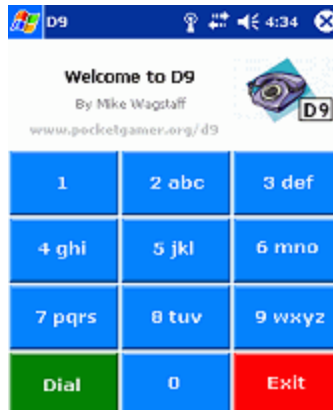 D9 4:34
Welcome to D9
By Mike Wagstaff
www.pocketgamer.org/d9
D9
1 2 abc 3 def
4 ghi 5 jkl 6 mno
7 pqrs 8 tuv 9 wxyz
Dial 0 Exit